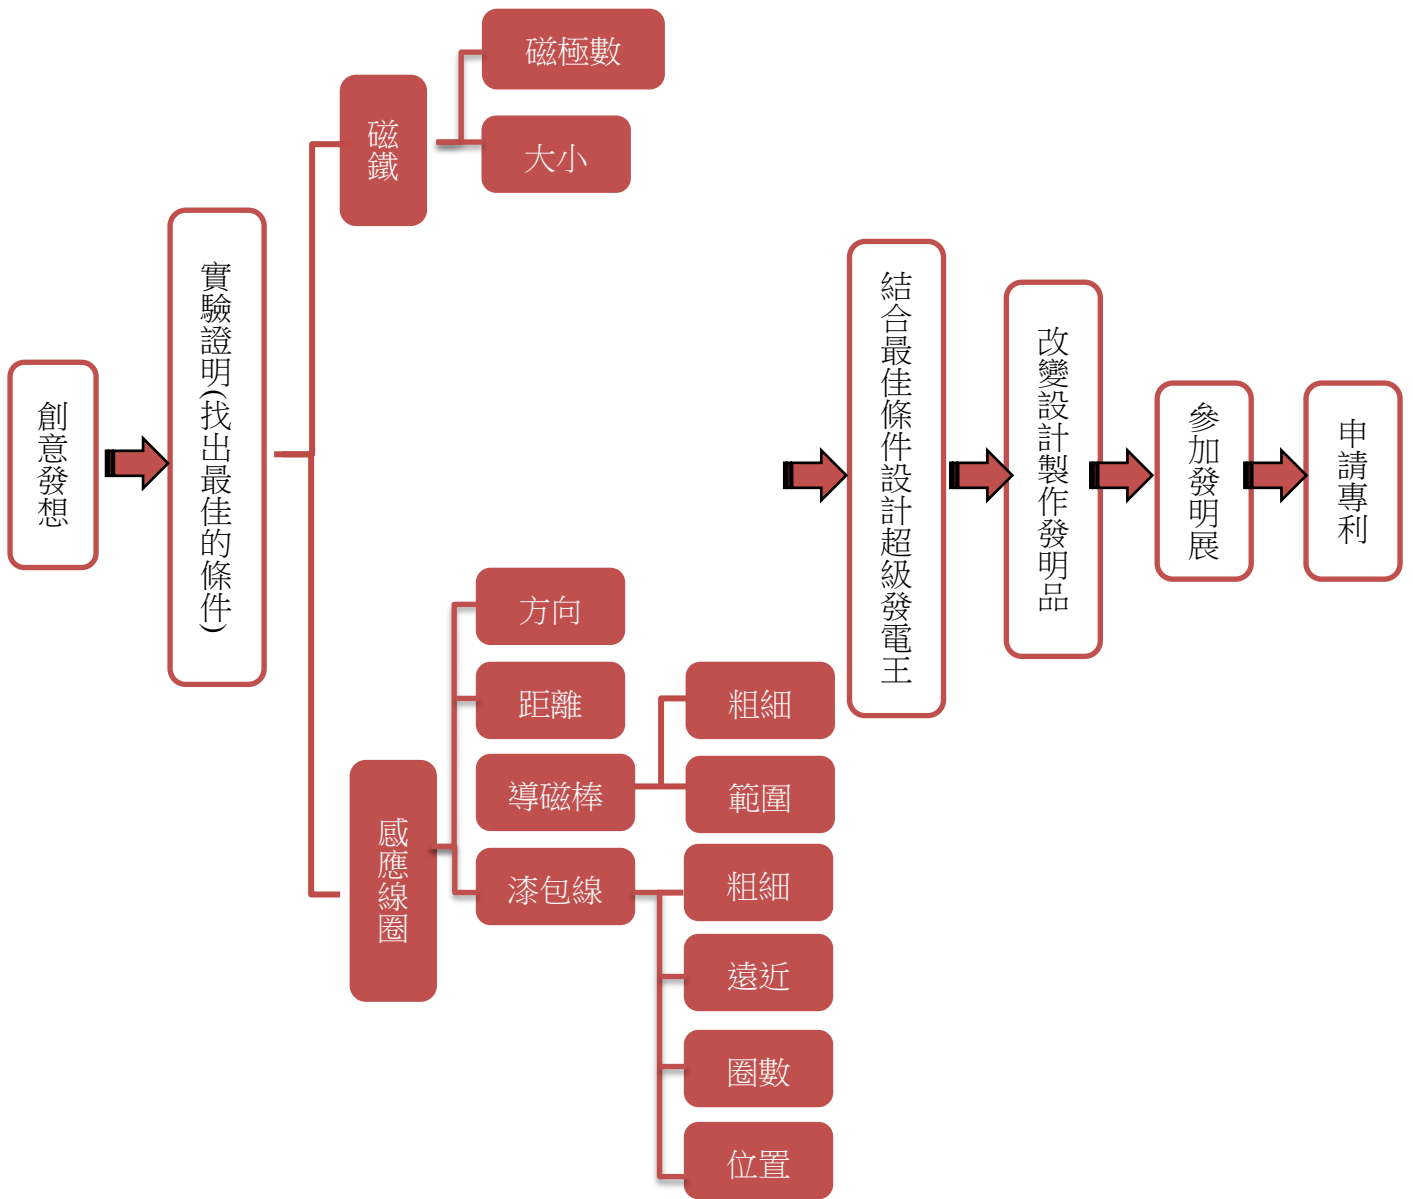 創意發想
實驗證明(找出最佳的條件)
磁鐵
磁極數
大小
感應線圈
方向
距離
導磁棒
粗細
範圍
漆包線
粗細
遠近
圈數
位置
結合最佳條件設計超級發電王
改變設計製作發明品
參加發明展
申請專利